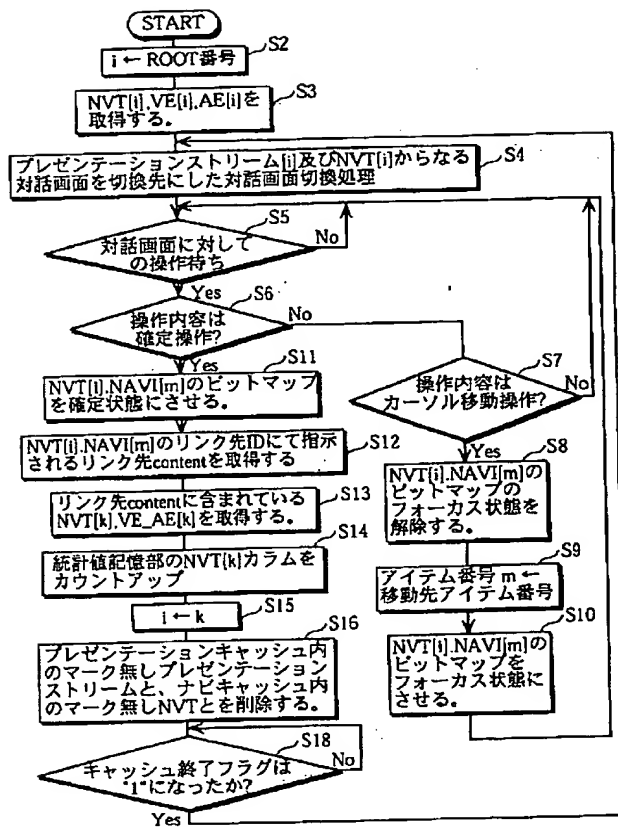 START
S2
i ← ROOT番号
S3
NVT[i],VE[i],AE[i]を
取得する。
S4
プレゼンテーションストリーム[i]及びNVT[i]からなる
対話画面を切換先にした対話画面切換処理
S5
対話画面に対して
の操作待ち
No
Yes
S6
操作内容は
確定操作?
No
Yes
S7
操作内容は
カーソル移動操作?
No
Yes
S11
NVT[i].NAVI[m]のビットマップ
を確定状態にさせる。
S12
NVT[i].NAVI[m]のリンク先IDにて指示
されるリンク先contentを取得する
S13
リンク先contentに含まれている
NVT[k],VE_AE[k]を取得する。
S14
統計値記憶部のNVT[k]カラムを
カウントアップ
S15
i ← k
S16
プレゼンテーションキャッシュ内
のマーク無しプレゼンテーション
ストリームと、ナビキャッシュ内
のマーク無しNVTとを削除する。
S18
キャッシュ終了フラグは
"1"になったか?
No
Yes
S8
NVT[i].NAVI[m]の
ビットマップの
フォーカス状態を
解除する。
S9
アイテム番号 m ←
移動先アイテム番号
S10
NVT[i].NAVI[m]の
ビットマップを
フォーカス状態に
させる。